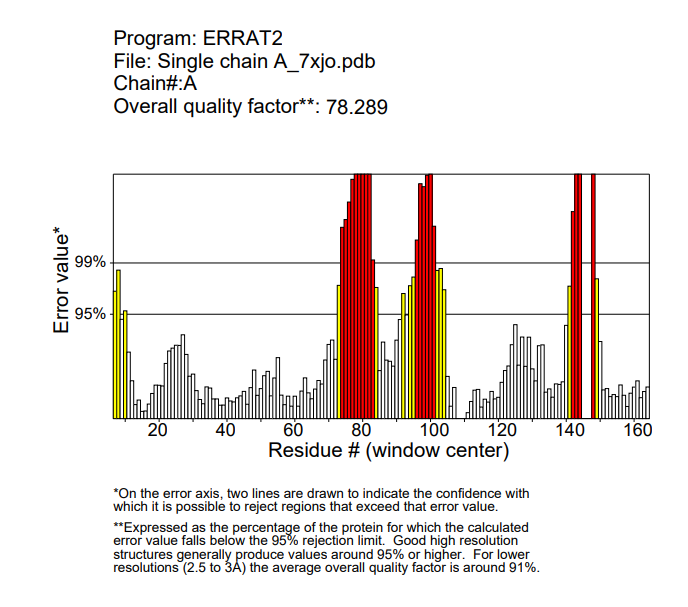 Program: ERRAT2
File: Single chain A_7xjo.pdb
Chain#:A
Overall quality factor**: 78.289
Error value*
99%
95%
20 40 60 80 100 120 140 160
Residue # (window center)
*On the error axis, two lines are drawn to indicate the confidence with
which it is possible to reject regions that exceed that error value.
**Expressed as the percentage of the protein for which the calculated
error value falls below the 95% rejection limit. Good high resolution
structures generally produce values around 95% or higher. For lower
resolutions (2.5 to 3A) the average overall quality factor is around 91%.